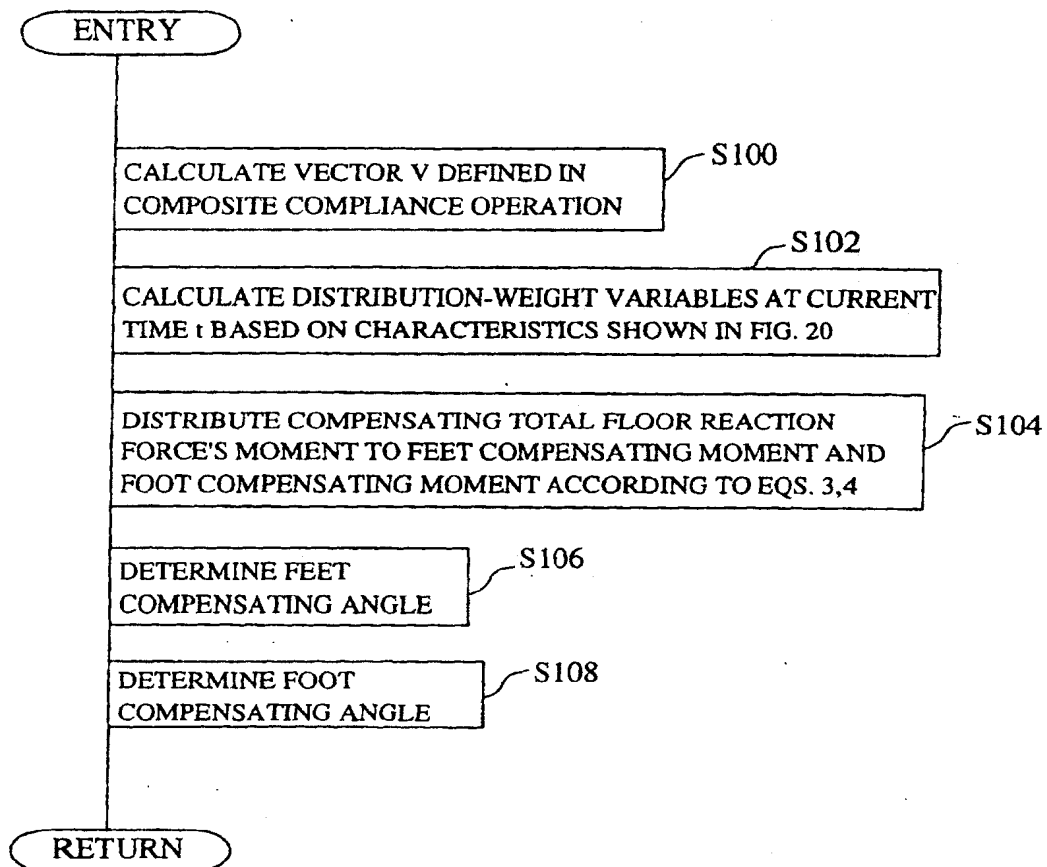 ENTRY
S100
CALCULATE VECTOR V DEFINED IN
COMPOSITE COMPLIANCE OPERATION
S102
CALCULATE DISTRIBUTION-WEIGHT VARIABLES AT CURRENT
TIME t BASED ON CHARACTERISTICS SHOWN IN FIG. 20
S104
DISTRIBUTE COMPENSATING TOTAL FLOOR REACTION
FORCE'S MOMENT TO FEET COMPENSATING MOMENT AND
FOOT COMPENSATING MOMENT ACCORDING TO EQS. 3,4
S106
DETERMINE FEET
COMPENSATING ANGLE
S108
DETERMINE FOOT
COMPENSATING ANGLE
RETURN